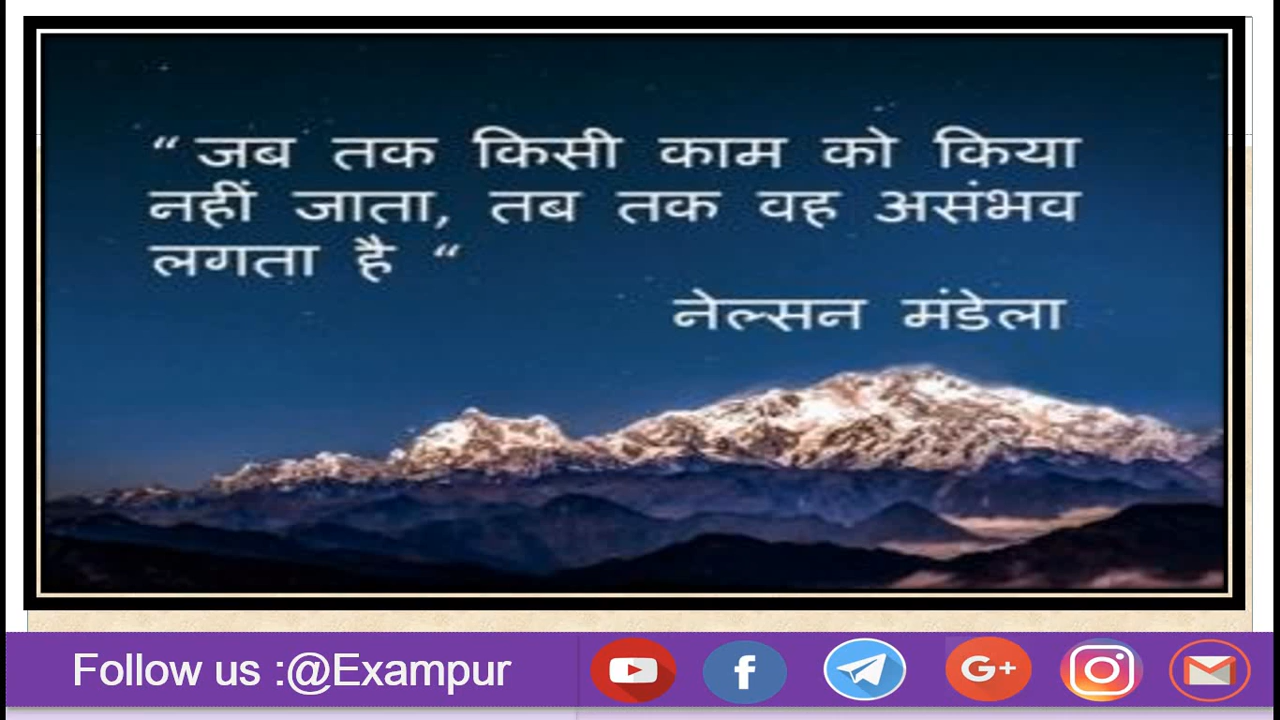 “ जब तक किसी काम को किया
नहीं जाता, तब तक वह असंभव
लगता है “
नेल्सन मंडेला
Follow us :@Exampur
f
G+